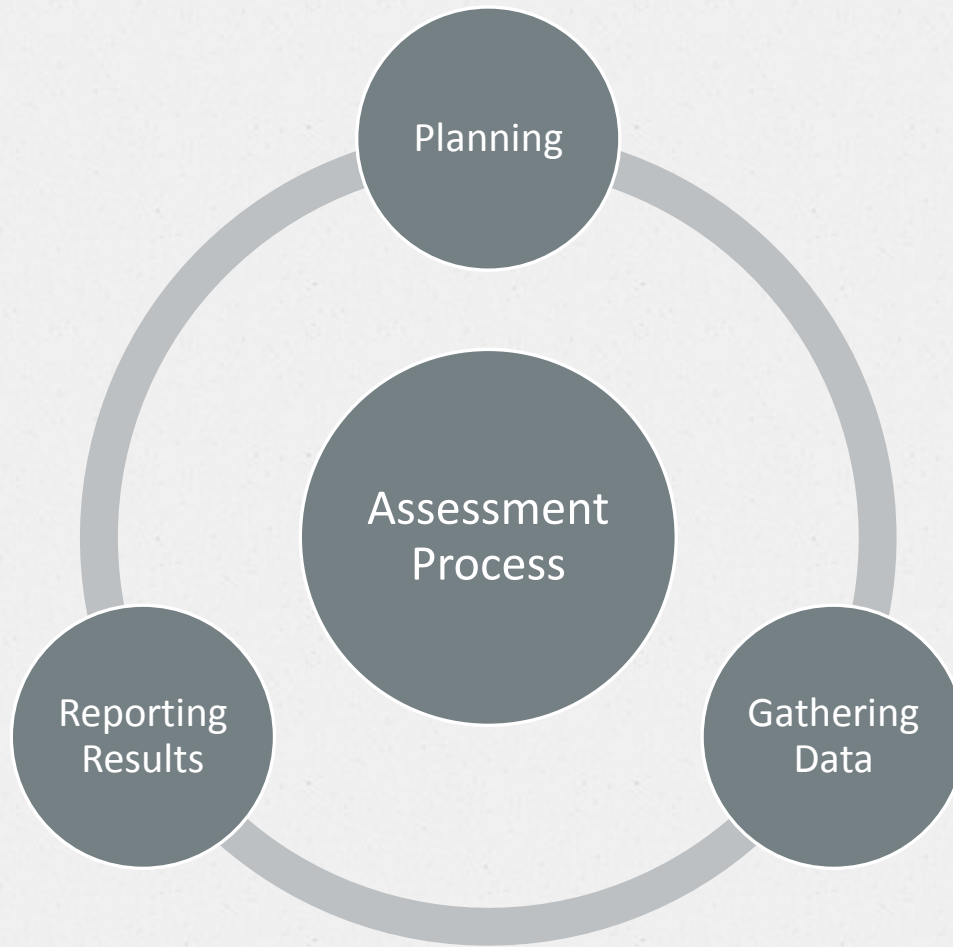 Planning
Assessment
Process
Reporting
Results
Gathering
Data